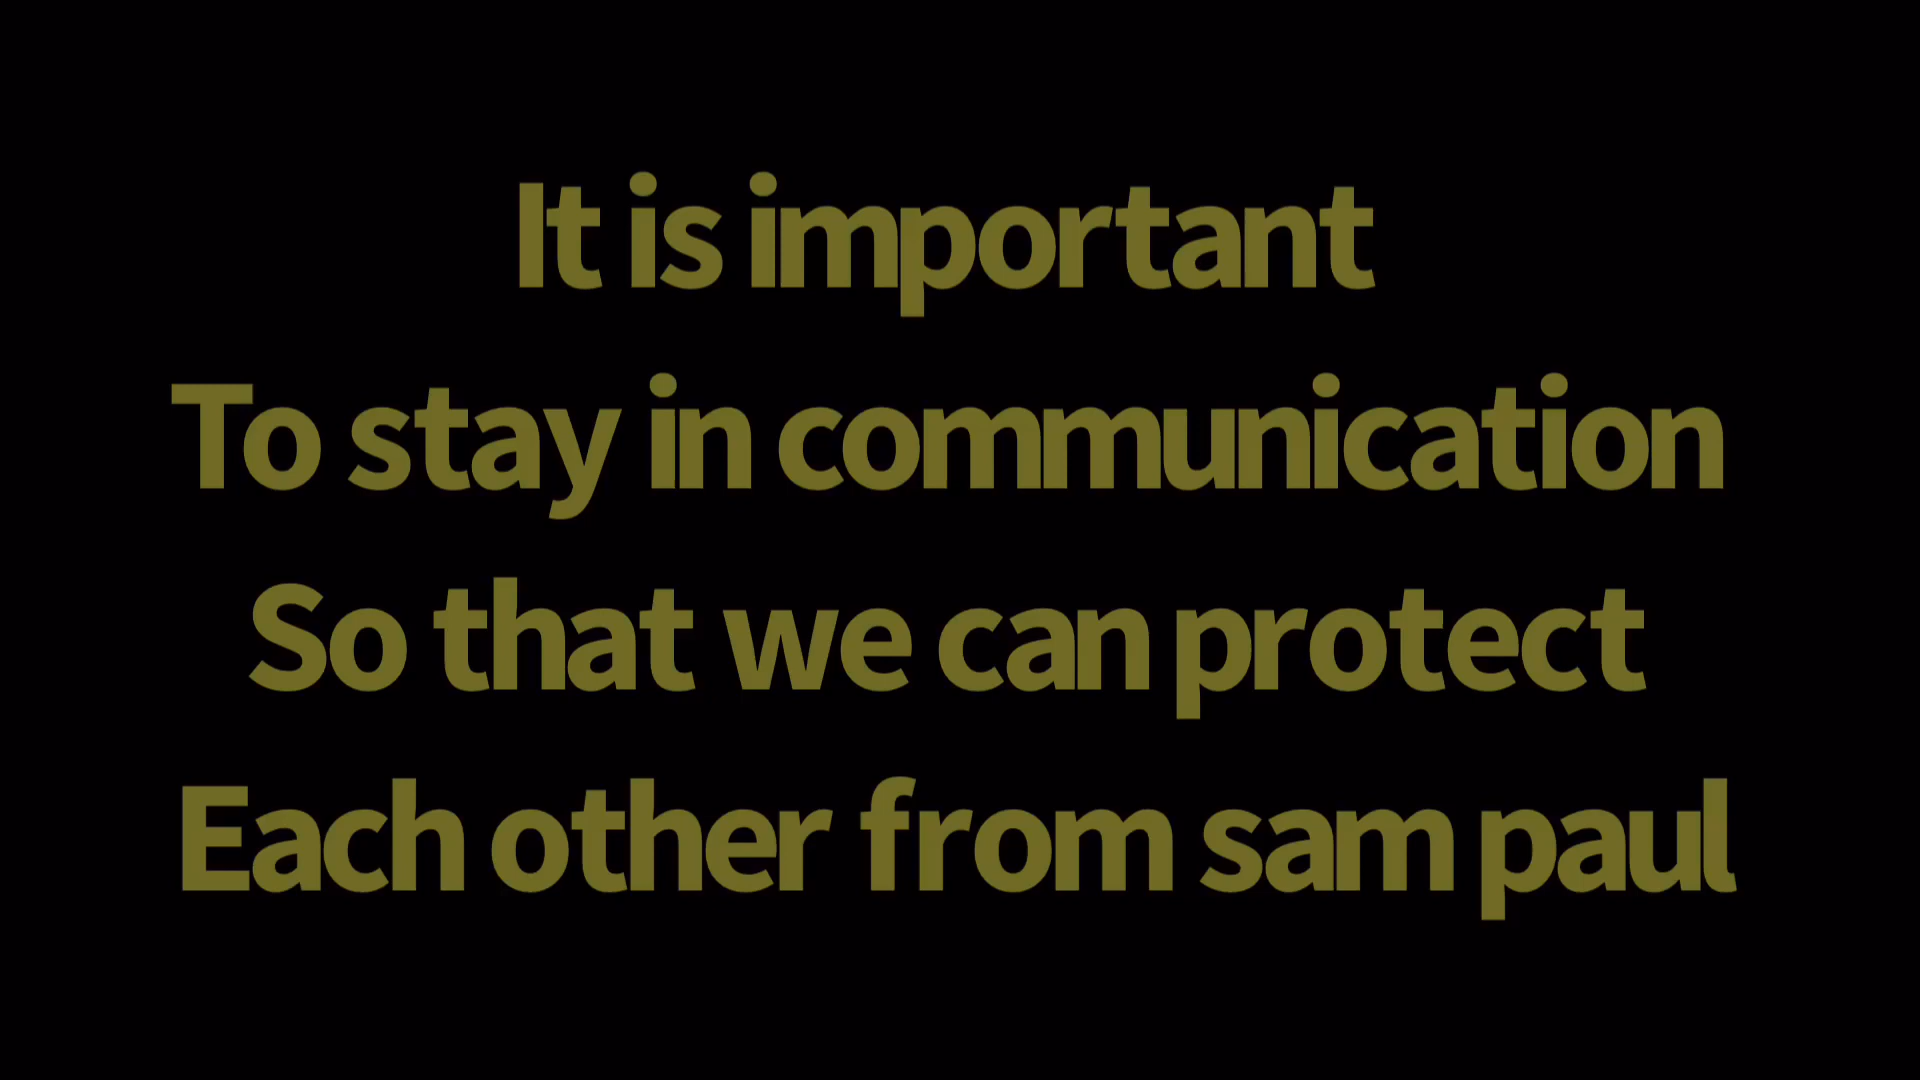 It is important
To stay in communication
So that we can protect
Each other from sam paul